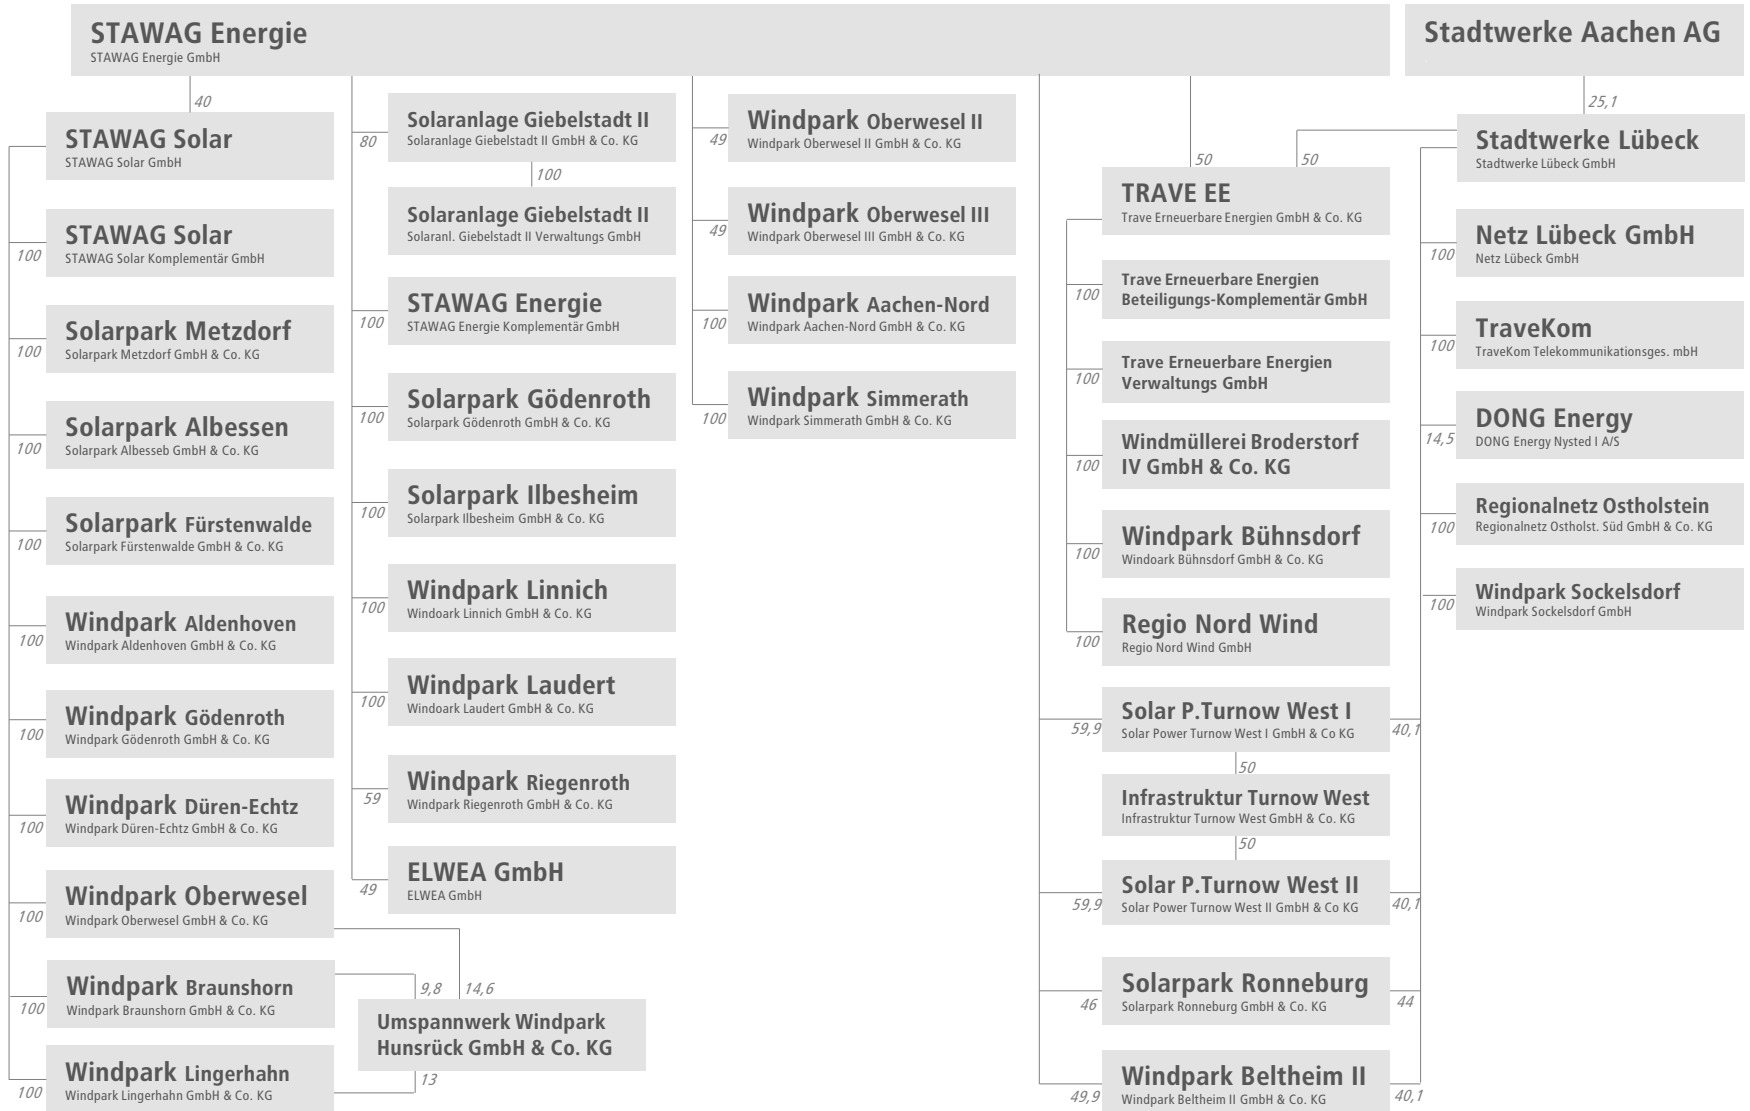 STAWAG Energie
STAWAG Energie GmbH
Stadtwerke Aachen AG
40
STAWAG Solar
STAWAG Solar GmbH
100
STAWAG Solar
STAWAG Solar Komplementär GmbH
100
Solarpark Metzdorf
Solarpark Metzdorf GmbH & Co. KG
100
Solarpark Albessen
Solarpark Albesseb GmbH & Co. KG
100
Solarpark Fürstenwalde
Solarpark Fürstenwalde GmbH & Co. KG
100
Windpark Aldenhoven
Windpark Aldenhoven GmbH & Co. KG
100
Windpark Gödenroth
Windpark Gödenroth GmbH & Co. KG
100
Windpark Düren-Echtz
Windpark Düren-Echtz GmbH & Co. KG
100
Windpark Oberwesel
Windpark Oberwesel GmbH & Co. KG
100
Windpark Braunshorn
Windpark Braunshorn GmbH & Co. KG
100
Windpark Lingerhahn
Windpark Lingerhahn GmbH & Co. KG
9,8
14,6
Umspannwerk Windpark
Hunsrück GmbH & Co. KG
13
80
Solaranlage Giebelstadt II
Solaranlage Giebelstadt II GmbH & Co. KG
100
Solaranlage Giebelstadt II
Solaranl. Giebelstadt II Verwaltungs GmbH
100
STAWAG Energie
STAWAG Energie Komplementär GmbH
100
Solarpark Gödenroth
Solarpark Gödenroth GmbH & Co. KG
100
Solarpark Ilbesheim
Solarpark Ilbesheim GmbH & Co. KG
100
Windpark Linnich
Windoark Linnich GmbH & Co. KG
100
Windpark Laudert
Windoark Laudert GmbH & Co. KG
59
Windpark Riegenroth
Windpark Riegenroth GmbH & Co. KG
49
ELWEA GmbH
ELWEA GmbH
49
Windpark Oberwesel II
Windpark Oberwesel II GmbH & Co. KG
49
Windpark Oberwesel III
Windpark Oberwesel III GmbH & Co. KG
100
Windpark Aachen-Nord
Windpark Aachen-Nord GmbH & Co. KG
100
Windpark Simmerath
Windpark Simmerath GmbH & Co. KG
50
50
TRAVE EE
Trave Erneuerbare Energien GmbH & Co. KG
100
Trave Erneuerbare Energien
Beteiligungs-Komplementär GmbH
100
Trave Erneuerbare Energien
Verwaltungs GmbH
100
Windmüllerei Broderstorf
IV GmbH & Co. KG
100
Windpark Bühnsdorf
Windoark Bühnsdorf GmbH & Co. KG
100
Regio Nord Wind
Regio Nord Wind GmbH
59,9
Solar P.Turnow West I
Solar Power Turnow West I GmbH & Co KG
40,1
50
Infrastruktur Turnow West
Infrastruktur Turnow West GmbH & Co. KG
50
59,9
Solar P.Turnow West II
Solar Power Turnow West II GmbH & Co KG
40,1
46
Solarpark Ronneburg
Solarpark Ronneburg GmbH & Co. KG
44
49,9
Windpark Beltheim II
Windpark Beltheim II GmbH & Co. KG
40,1
25,1
Stadtwerke Lübeck
Stadtwerke Lübeck GmbH
100
Netz Lübeck GmbH
Netz Lübeck GmbH
100
TraveKom
TraveKom Telekommunikationsges. mbH
14,5
DONG Energy
DONG Energy Nysted I A/S
100
Regionalnetz Ostholstein
Regionalnetz Ostholst. Süd GmbH & Co. KG
100
Windpark Sockelsdorf
Windpark Sockelsdorf GmbH